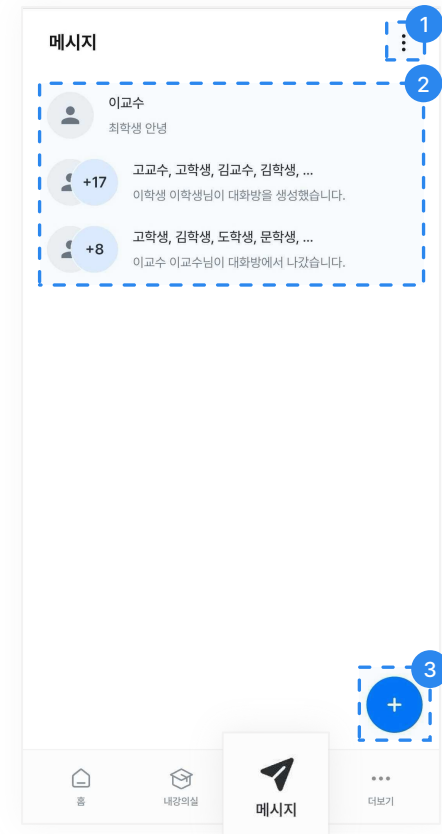 메시지
1
2
이교수
최학생 안녕
+17
고교수, 고학생, 김교수, 김학생, ...
이학생 이학생님이 대화방을 생성했습니다.
+8
고학생, 김학생, 도학생, 문학생, ...
이교수 이교수님이 대화방에서 나갔습니다.
3
+
홈
내강의실
메시지
더보기